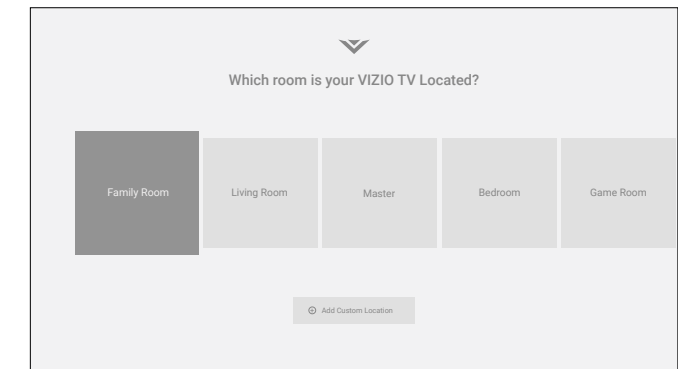 Which room is your VIZIO TV Located?
Family Room
Living Room
Master
Bedroom
Game Room
Add Custom Location